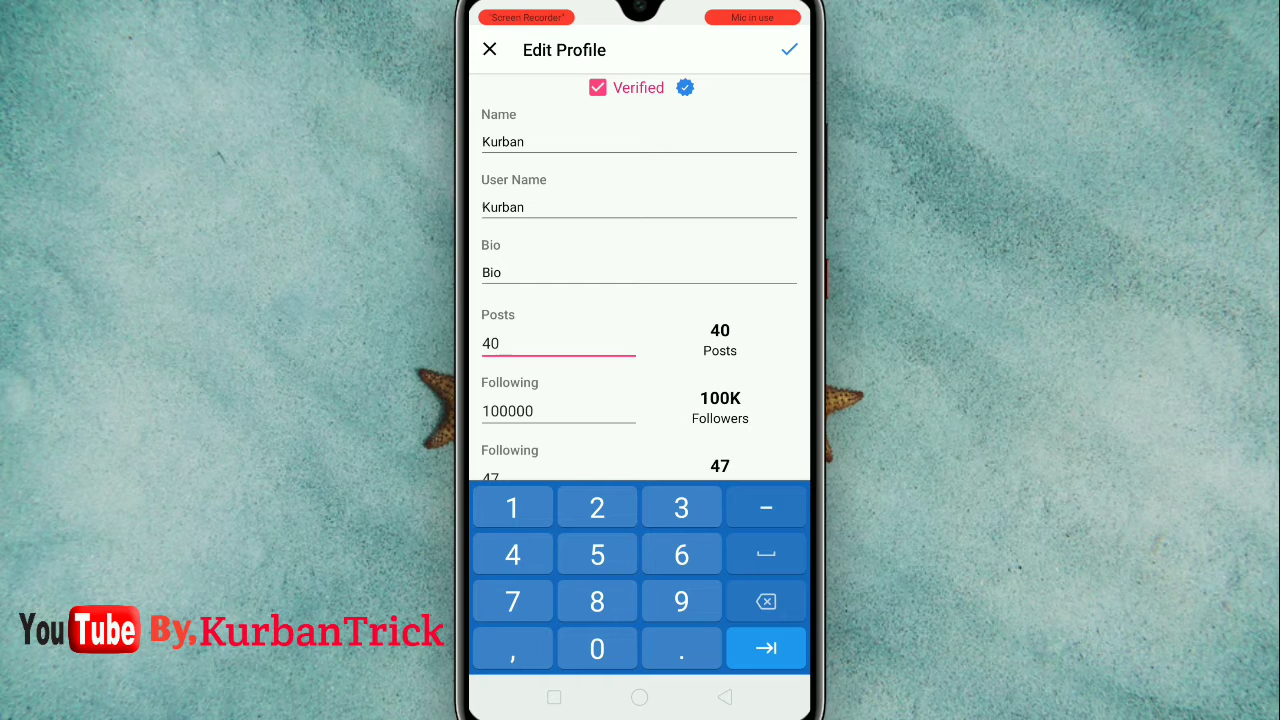 "Screen Recorder"
Mic in use
Edit Profile
Verified
Name
Kurban
User Name
Kurban
Bio
Bio
Posts
40
40
Posts
Following
100000
100K
Followers
Following
47
47
1 2 3 –
4 5 6
7 8 9
, 0 .
YouTube By,KurbanTrick